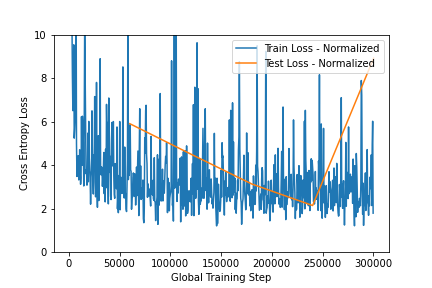 Train Loss - Normalized
Test Loss - Normalized
10
8
6
4
2
0
Cross Entropy Loss
0 50000 100000 150000 200000 250000 300000
Global Training Step